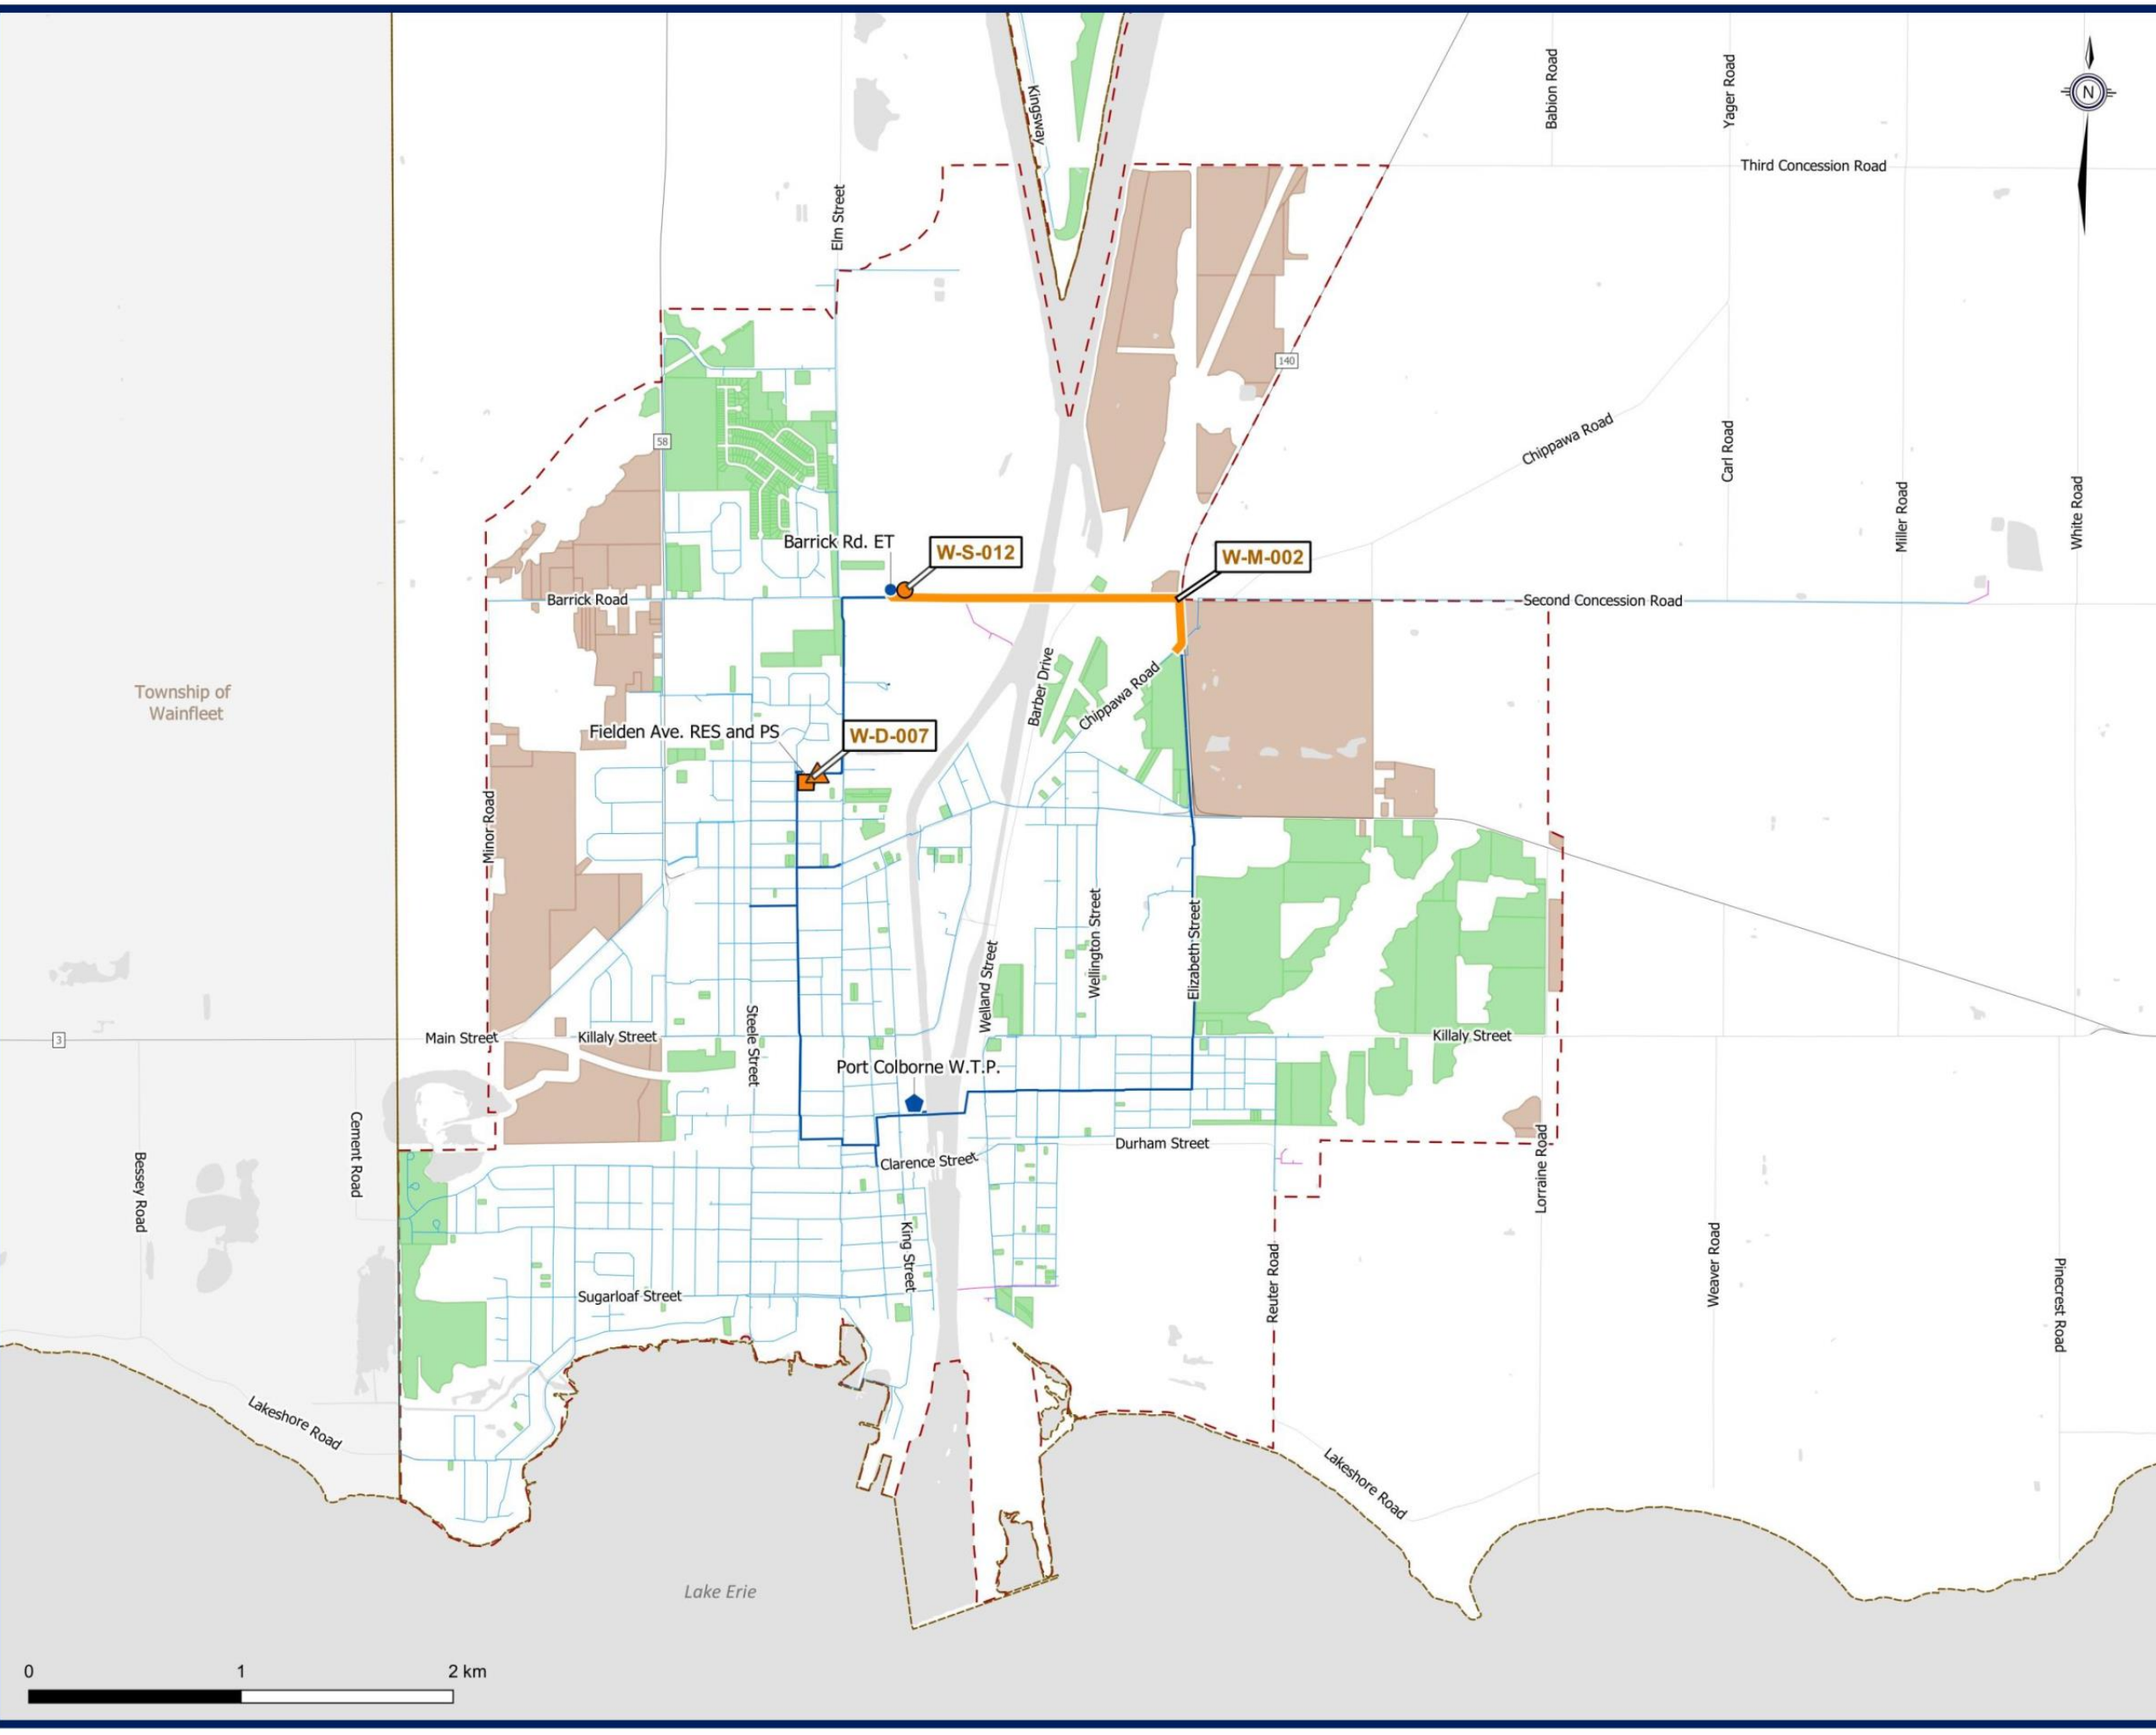 Kingsway
Babion Road
Yager Road
N
Third Concession Road
Elm Street
140
Chippawa Road
Carl Road
58
Miller Road
White Road
Barrick Rd. ET
W-S-012
W-M-002
Barrick Road
Second Concession Road
Township of
Wainfleet
Barber Drive
Chippawa Road
Fielden Ave. RES and PS
W-D-007
Minor Road
Wellington Street
Elizabeth Street
Welland Street
Steele Street
3
Main Street
Killaly Street
Killaly Street
Port Colborne W.T.P.
Cement Road
Bessey Road
Durham Street
Clarence Street
Lorraine Road
King Street
Reuter Road
Weaver Road
Pinecrest Road
Sugarloaf Street
Lakeshore Road
Lakeshore Road
Lake Erie
0 1 2 km